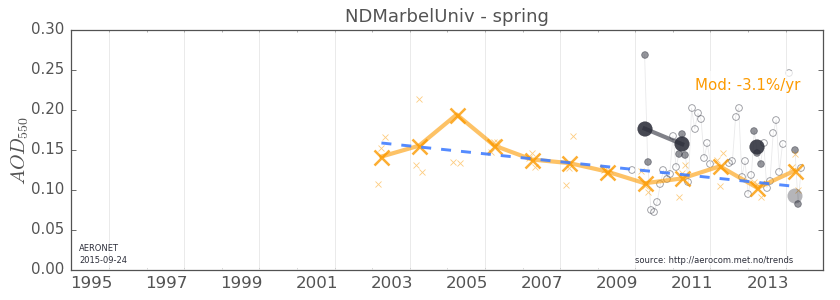 NDMarbelUniv - spring
0.30
0.25
0.20
0.15
0.10
0.05
0.00
AOD550
Mod: -3.1%/yr
AERONET
2015-09-24
source: http://aerocom.met.no/trends
1995 1997 1999 2001 2003 2005 2007 2009 2011 2013